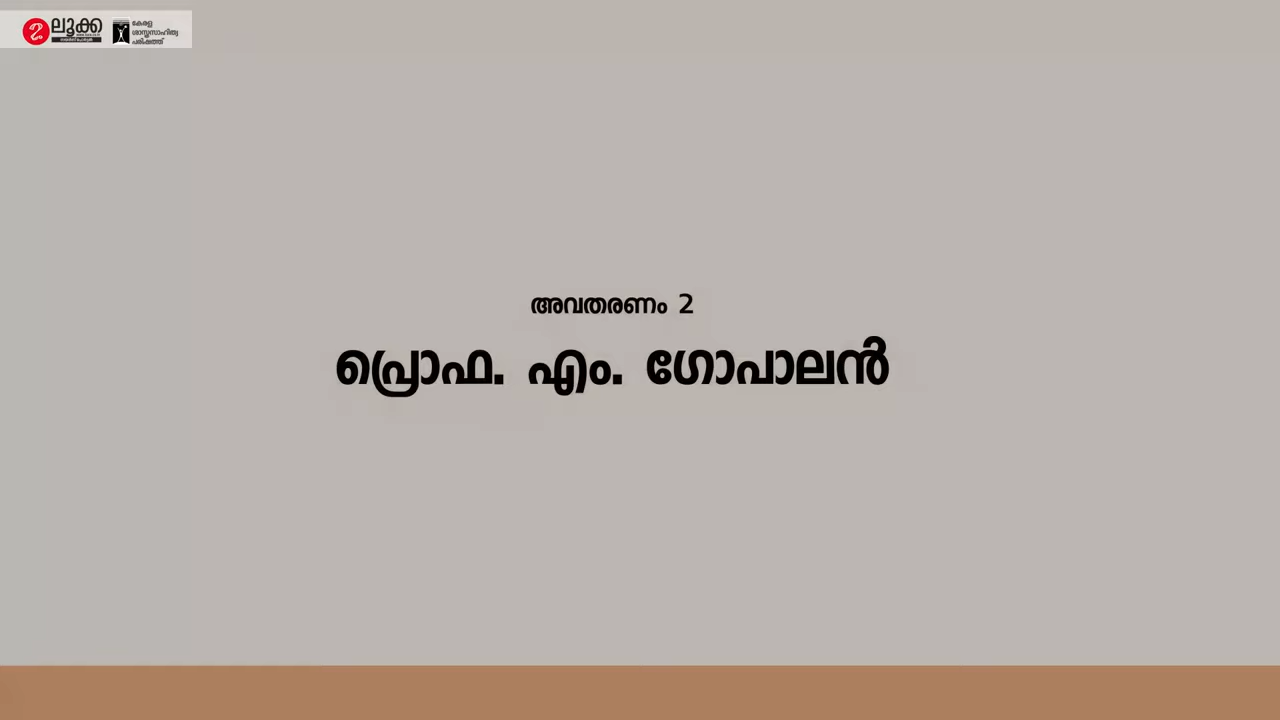 ലൂക്ക
കേരള
ശാസ്ത്രസാഹിത്യ
പരിഷത്ത്
അവതരണം 2
പ്രൊഫ. എം. ഗോപാലൻ